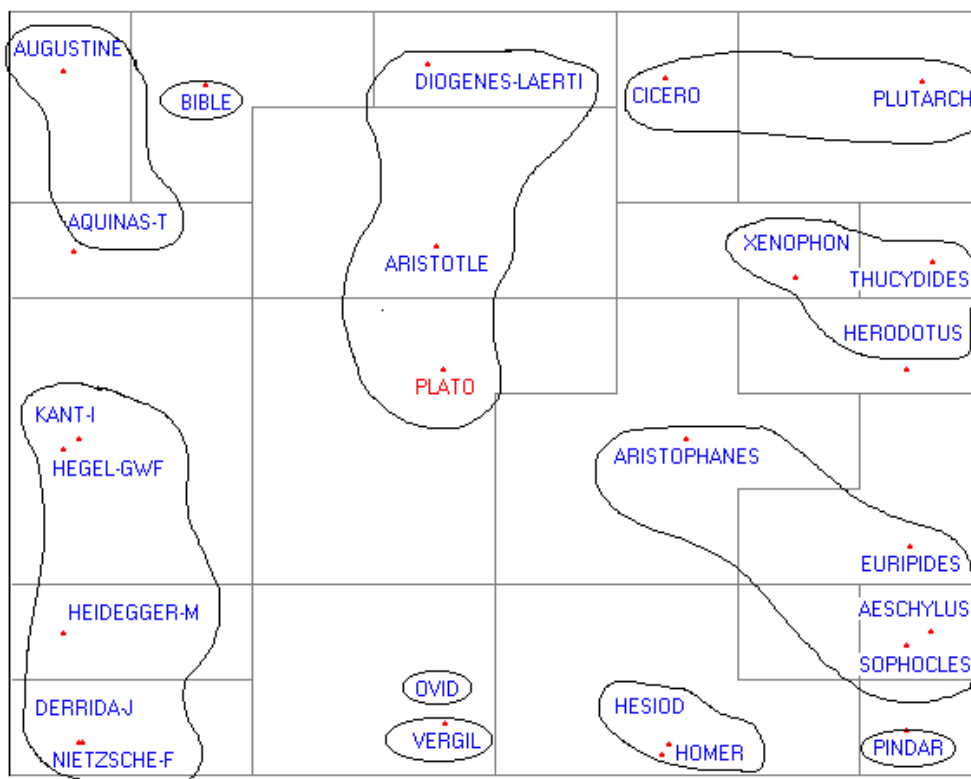 AUGUSTINE
BIBLE
DIOGENES-LAERTI
CICERO
PLUTARCH
AQUINAS-T
ARISTOTLE
XENOPHON
THUCYDIDES
HERODOTUS
PLATO
KANT-I
HEGEL-GWF
ARISTOPHANES
EURIPIDES
HEIDEGGER-M
AESCHYLUS
SOPHOCLES
DERRIDA-J
NIETZSCHE-F
OVID
VERGIL
HESIOD
HOMER
PINDAR